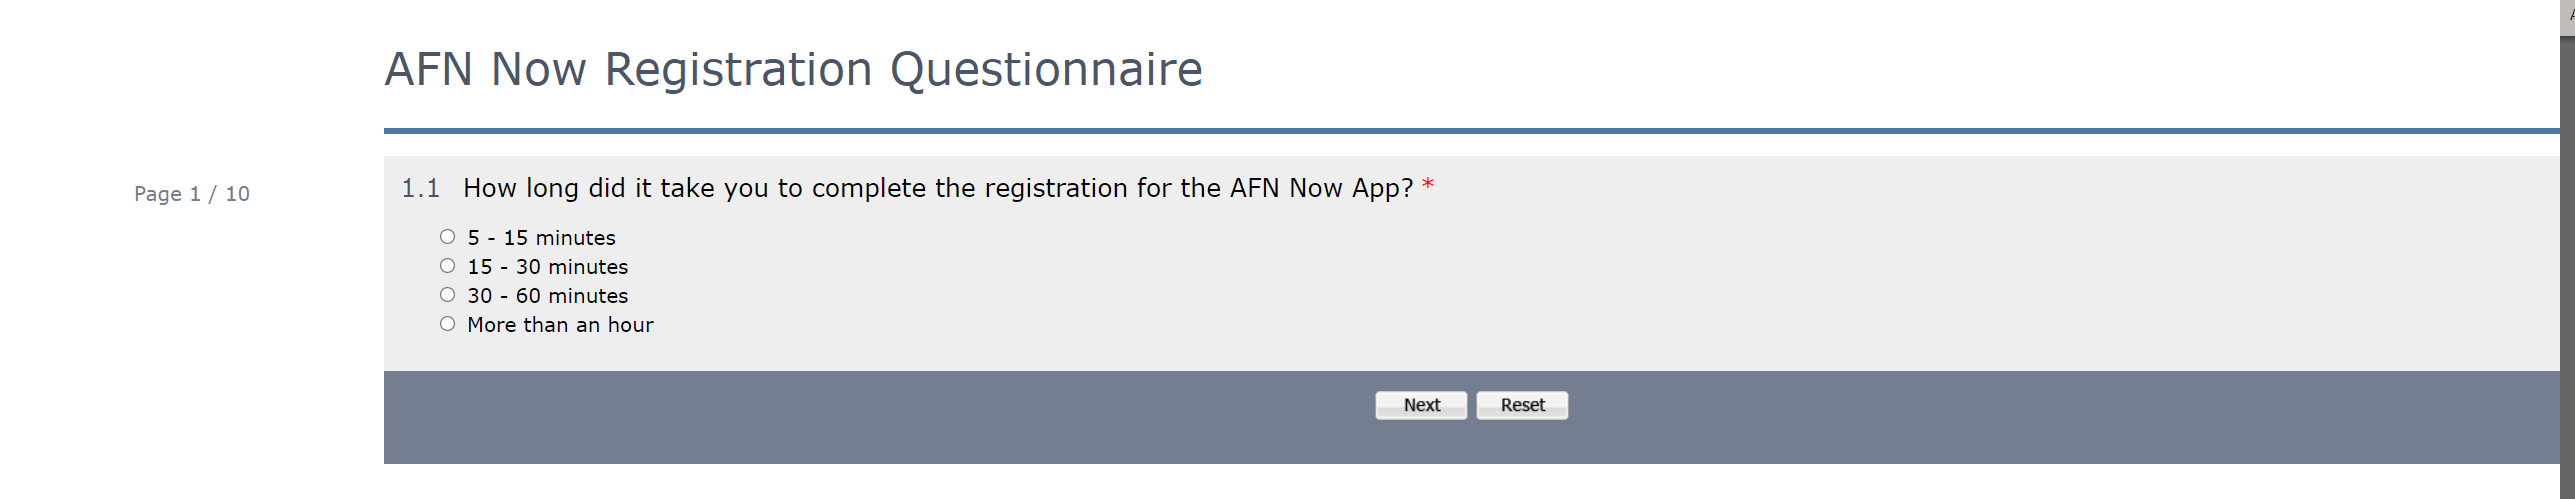 AFN Now Registration Questionnaire
Page 1 / 10
1.1 How long did it take you to complete the registration for the AFN Now App? *
5 - 15 minutes
15 - 30 minutes
30 - 60 minutes
More than an hour
Next Reset